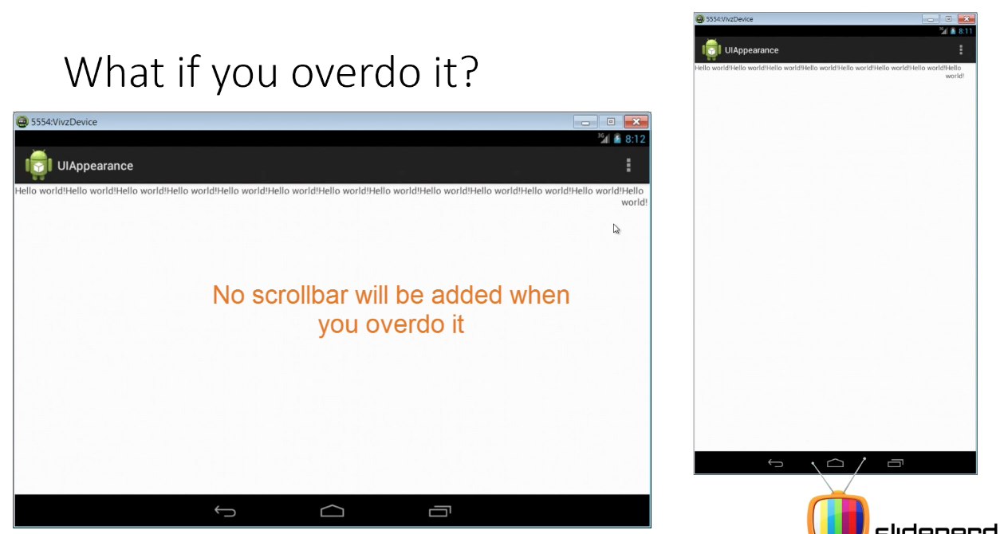 What if you overdo it?
5554:VivzDevice
3G 8:12
UIAppearance
Hello world!Hello world!Hello world!Hello world!Hello world!Hello world!Hello world!Hello world!Hello world!Hello world!Hello world!Hello world!Hello
world!
No scrollbar will be added when
you overdo it
5554:VivzDevice
3G 8:11
UIAppearance
Hello world!Hello world!Hello world!Hello world!Hello world!Hello world!Hello world!Hello
world!
slidenerd